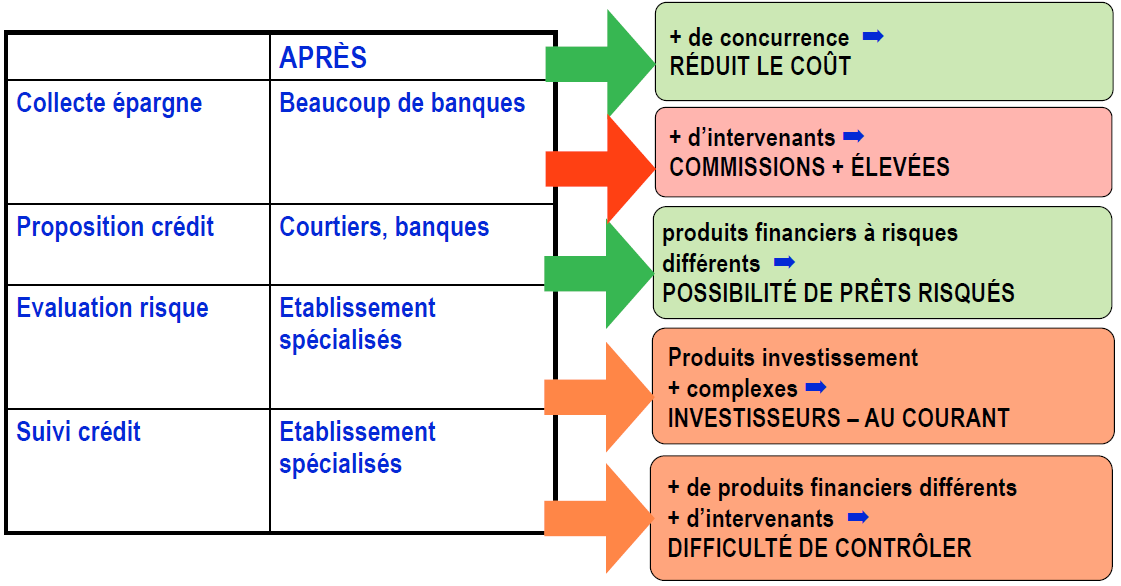 APRÈS
Collecte épargne
Beaucoup de banques
Proposition crédit
Courtiers, banques
Evaluation risque
Etablissement
spécialisés
Suivi crédit
Etablissement
spécialisés
+ de concurrence ➡
RÉDUIT LE COÛT
+ d’intervenants ➡
COMMISSIONS + ÉLEVÉES
produits financiers à risques
différents ➡
POSSIBILITÉ DE PRÊTS RISQUÉS
Produits investissement
+ complexes ➡
INVESTISSEURS – AU COURANT
+ de produits financiers différents
+ d’intervenants ➡
DIFFICULTÉ DE CONTRÔLER